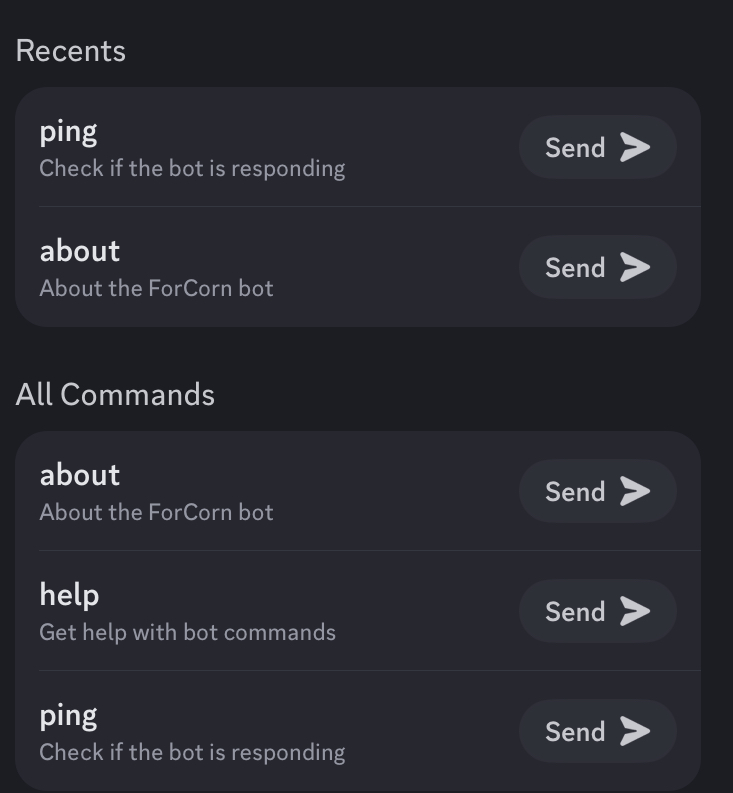 Recents
ping
Check if the bot is responding
Send
about
About the ForCorn bot
Send
All Commands
about
About the ForCorn bot
Send
help
Get help with bot commands
Send
ping
Check if the bot is responding
Send